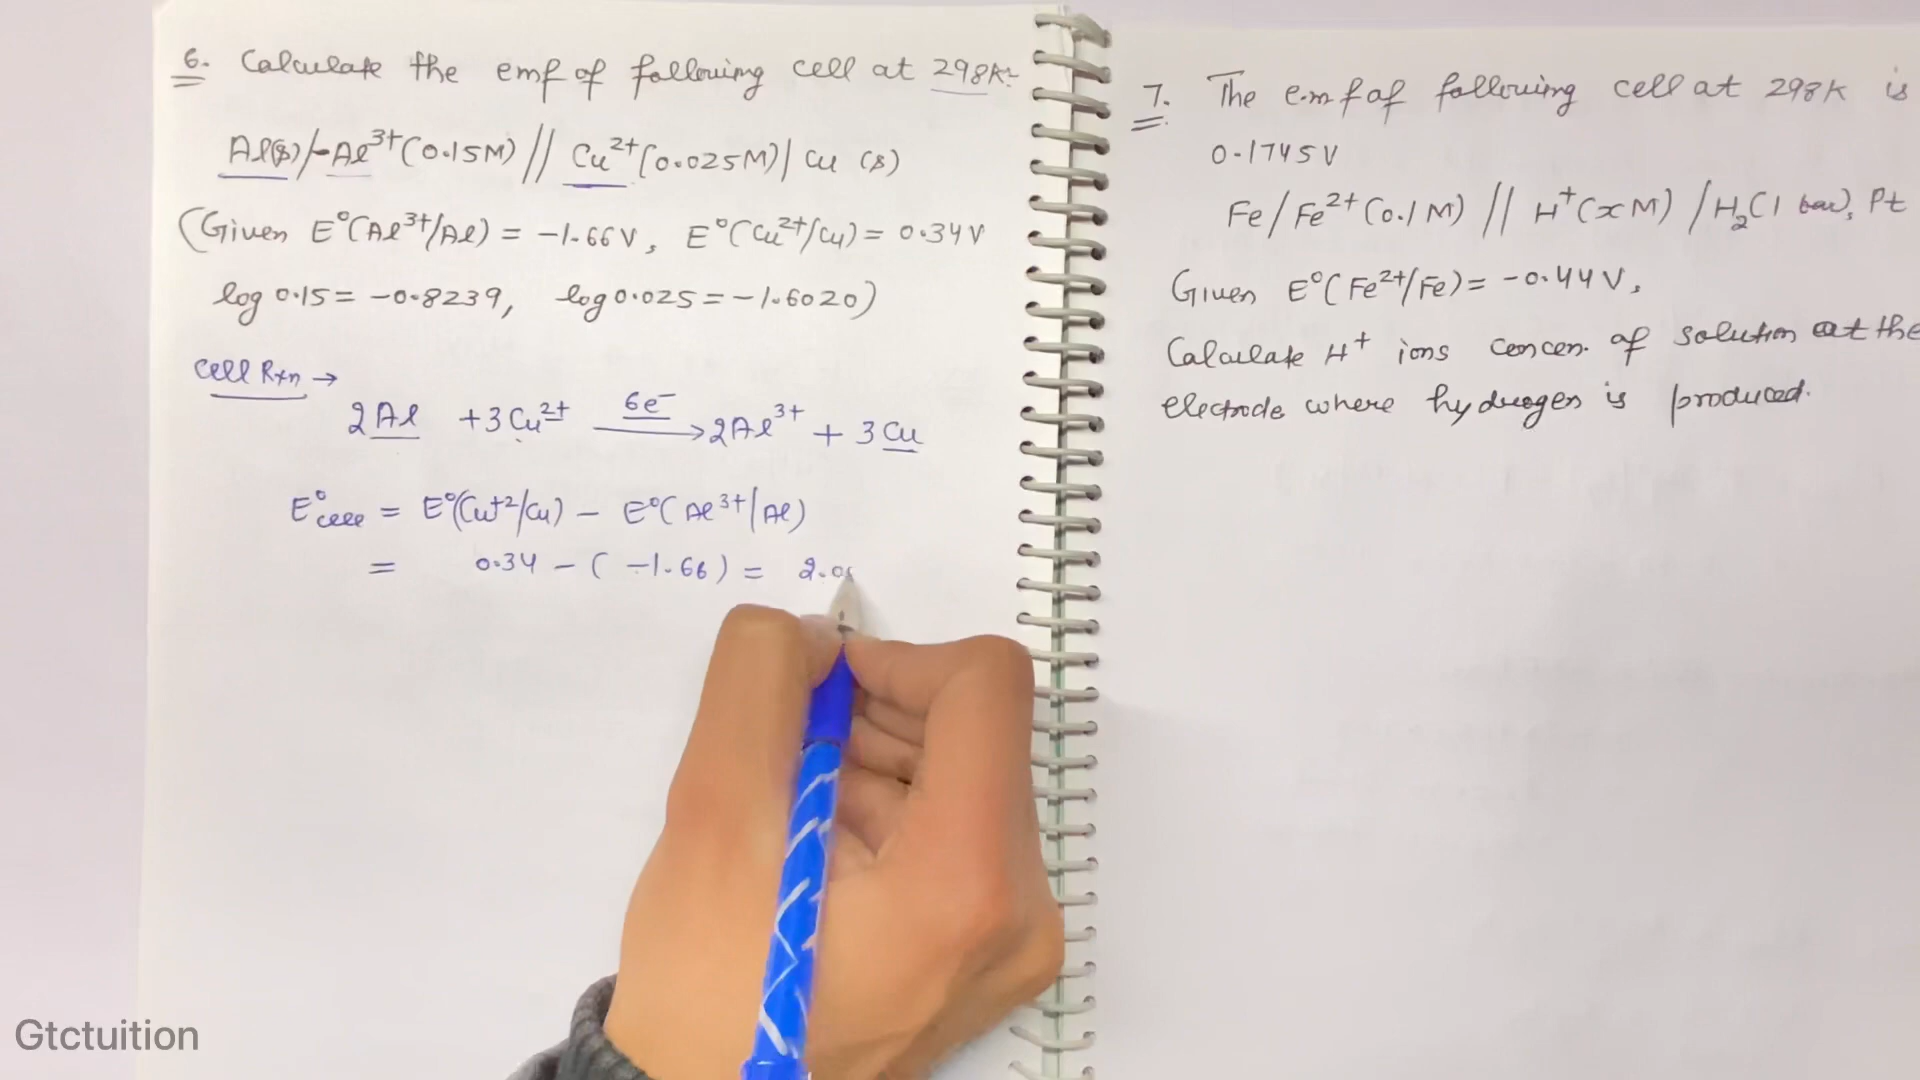 6. Calculate the emf of following cell at 298K:-
Al(s)/Al³⁺(0.15M) // Cu²⁺(0.025M)/ Cu (s)
(Given E°(Al³⁺/Al) = -1.66V, E°(Cu²⁺/Cu) = 0.34V
log 0.15 = -0.8239, log 0.025 = -1.6020)
Cell Rxn →
2Al + 3Cu²⁺ 6e⁻→ 2Al³⁺ + 3Cu
E°cell = E°(Cu⁺²/Cu) - E°(Al³⁺/Al)
= 0.34 - (-1.66) = 2.0
7. The e.m.f of following cell at 298K is
0.1745V
Fe/Fe²⁺(0.1M) // H⁺(xM) /H₂(1 bar), Pt
Given E°(Fe²⁺/Fe) = -0.44V,
Calculate H⁺ ions concen. of solution at the
electrode where hydrogen is produced.
Gtctuition